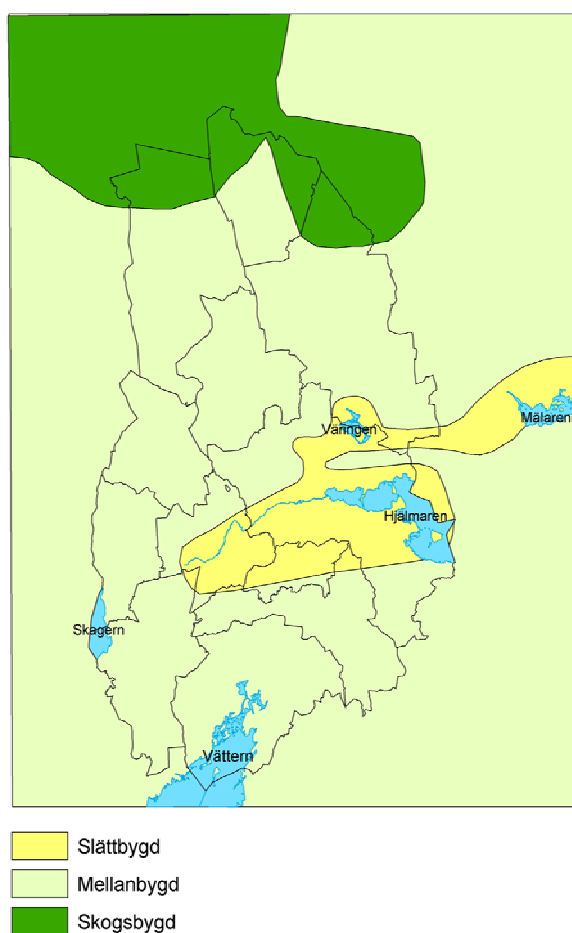 Mälaren
Väringen
Hjälmaren
Skagern
Vättern
Slättbygd
Mellanbygd
Skogsbygd